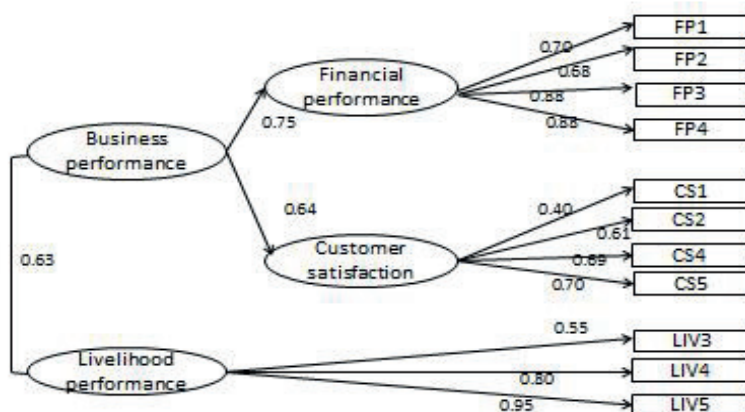 FP1
0.70
FP2
Financial
performance
0.68
FP3
0.88
0.88
FP4
0.75
Business
performance
CS1
0.40
0.64
CS2
0.61
Customer
satisfaction
CS4
0.69
0.70
CS5
0.63
0.55
LIV3
Livelihood
performance
LIV4
0.80
0.95
LIV5